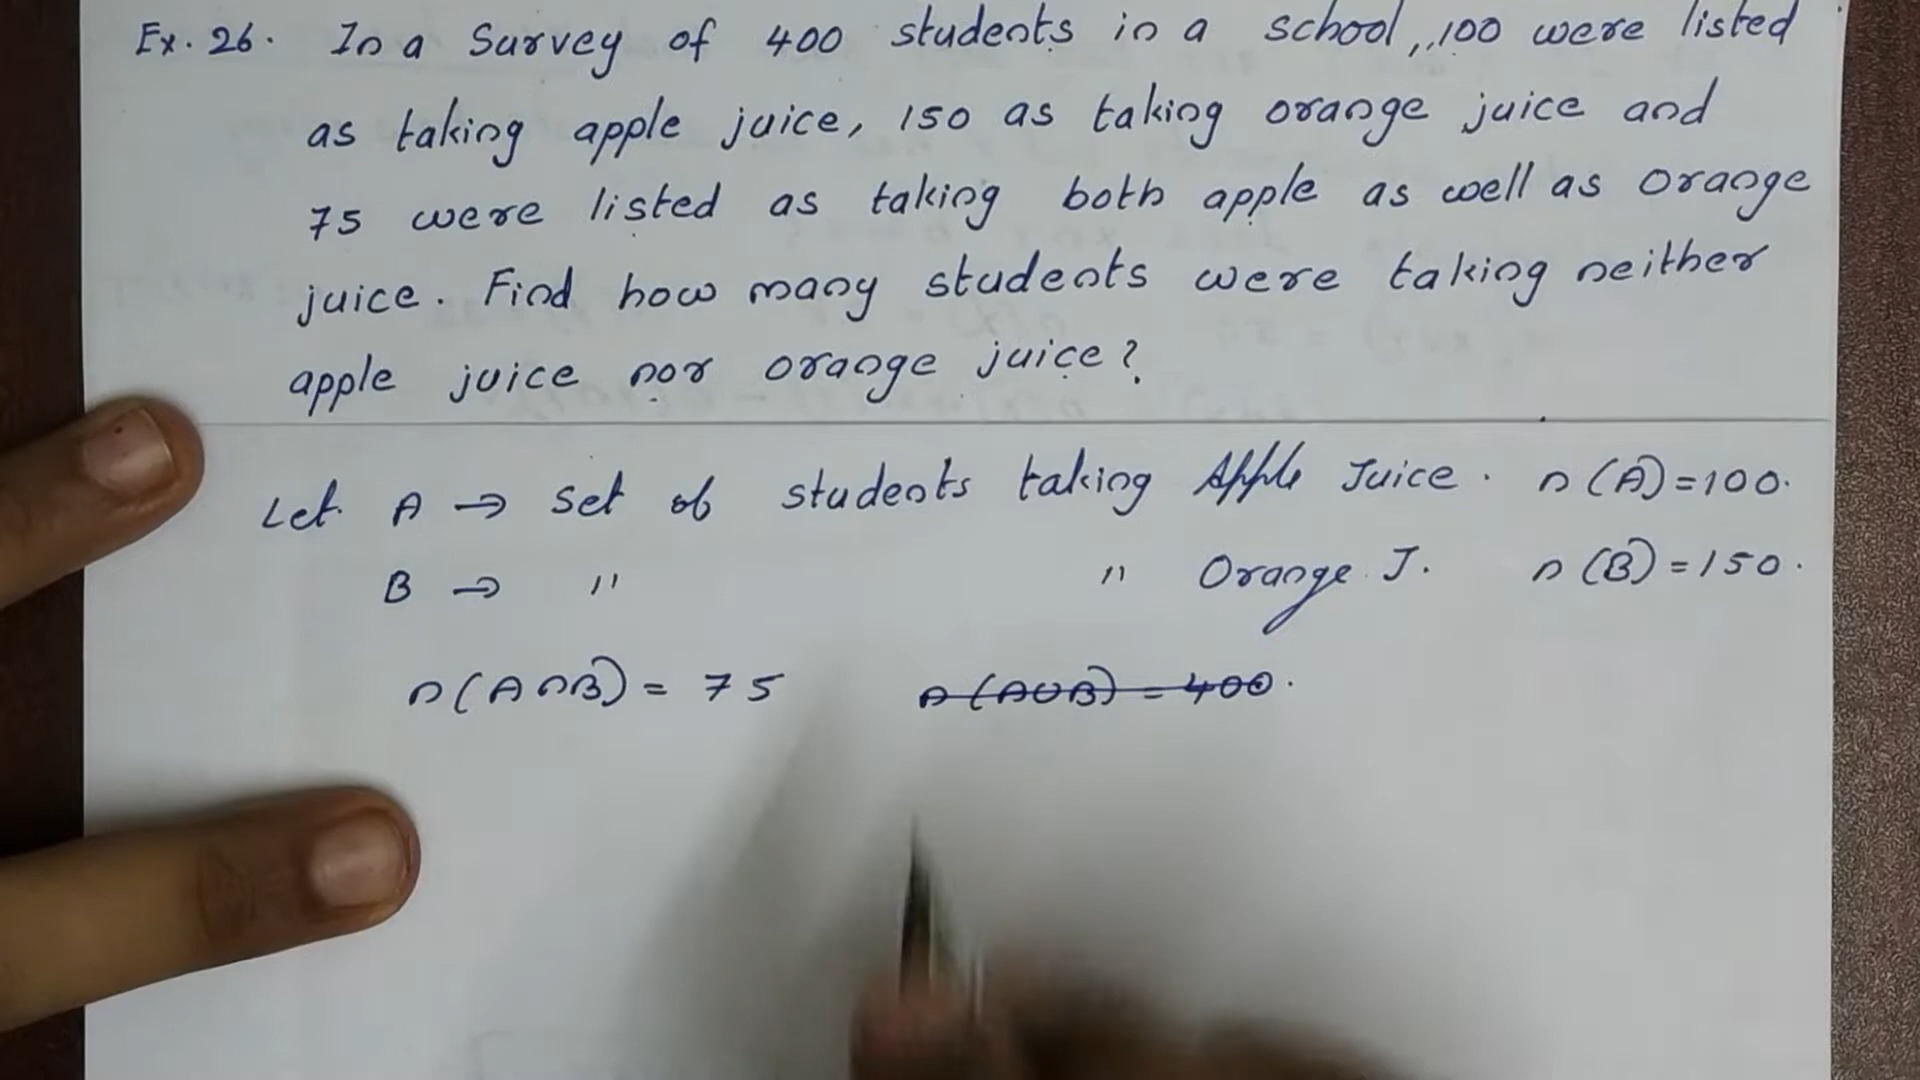 Ex. 26. In a Survey of 400 students in a school, 100 were listed
as taking apple juice, 150 as taking orange juice and
75 were listed as taking both apple as well as orange
juice. Find how many students were taking neither
apple juice nor orange juice?
Let A → Set of students taking Apple Juice. n(A)=100.
B → " " Orange J. n(B)=150.
n(A∩B) = 75 n(A∪B) = 400.